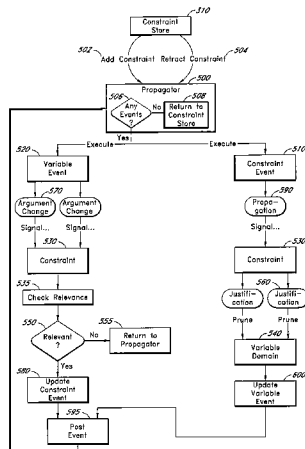 310
Constraint
Store
502
504
Add Constraint Retract Constraint
500
Propagator
506
508
Any
Events
?
No
Return to
Constraint
Store
Yes
Execute
Execute
520
510
Variable
Event
Constraint
Event
570
590
Argument
Change
Argument
Change
Propa-
gation
Signal...
Signal...
Signal...
530
530
Constraint
Constraint
535
560
Check Relevance
Justifi-
cation
Justifi-
cation
550
Prune
Prune
Relevant
?
No
555
Return to
Propagator
540
Variable
Domain
Yes
580
600
Update
Constraint
Event
Update
Variable
Event
595
Post
Event